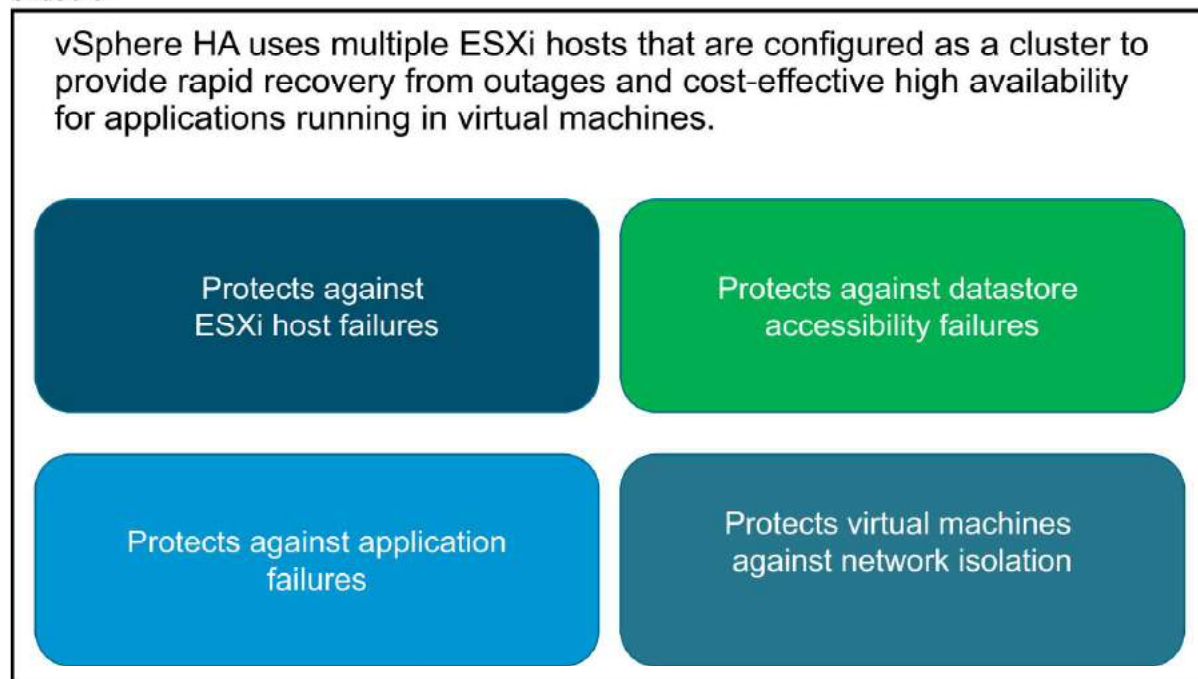 vSphere HA uses multiple ESXi hosts that are configured as a cluster to
provide rapid recovery from outages and cost-effective high availability
for applications running in virtual machines.
Protects against
ESXi host failures
Protects against datastore
accessibility failures
Protects against application
failures
Protects virtual machines
against network isolation